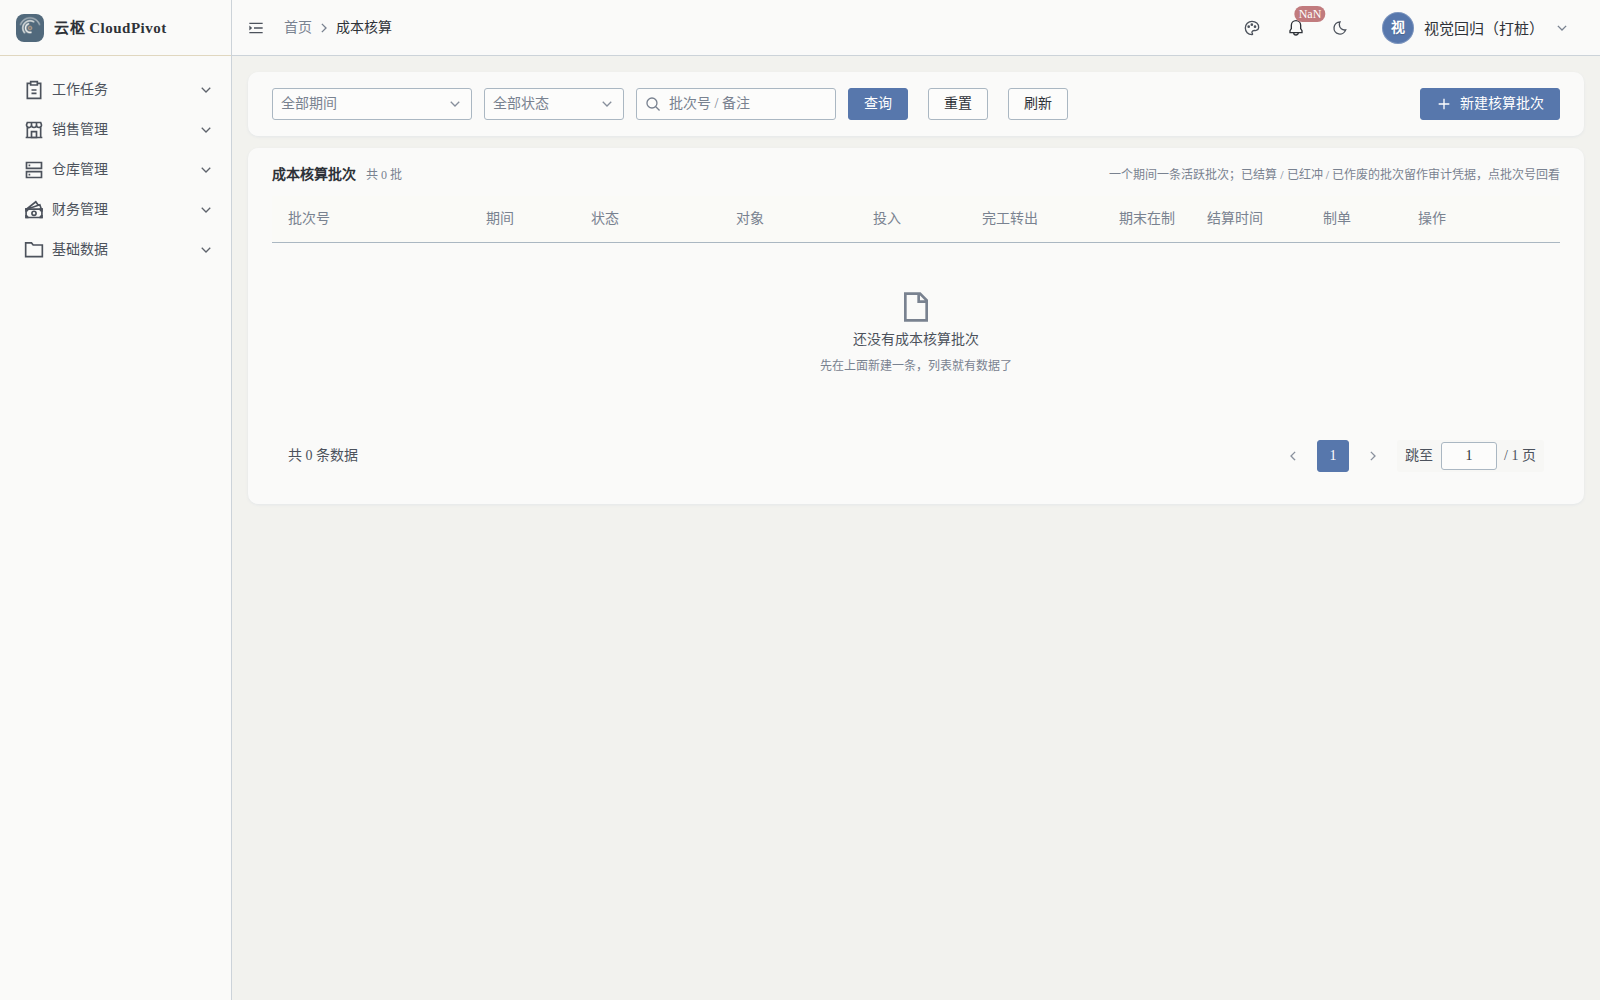 云枢 CloudPivot
首页 > 成本核算
NaN
视 视觉回归（打桩）
工作任务
销售管理
仓库管理
财务管理
基础数据
全部期间 全部状态 批次号 / 备注 查询 重置 刷新 新建核算批次
成本核算批次 共 0 批 一个期间一条活跃批次；已结算 / 已红冲 / 已作废的批次留作审计凭据，点批次号回看
批次号 期间 状态 对象 投入 完工转出 期末在制 结算时间 制单 操作
还没有成本核算批次
先在上面新建一条，列表就有数据了
共 0 条数据 1 跳至 1 / 1 页